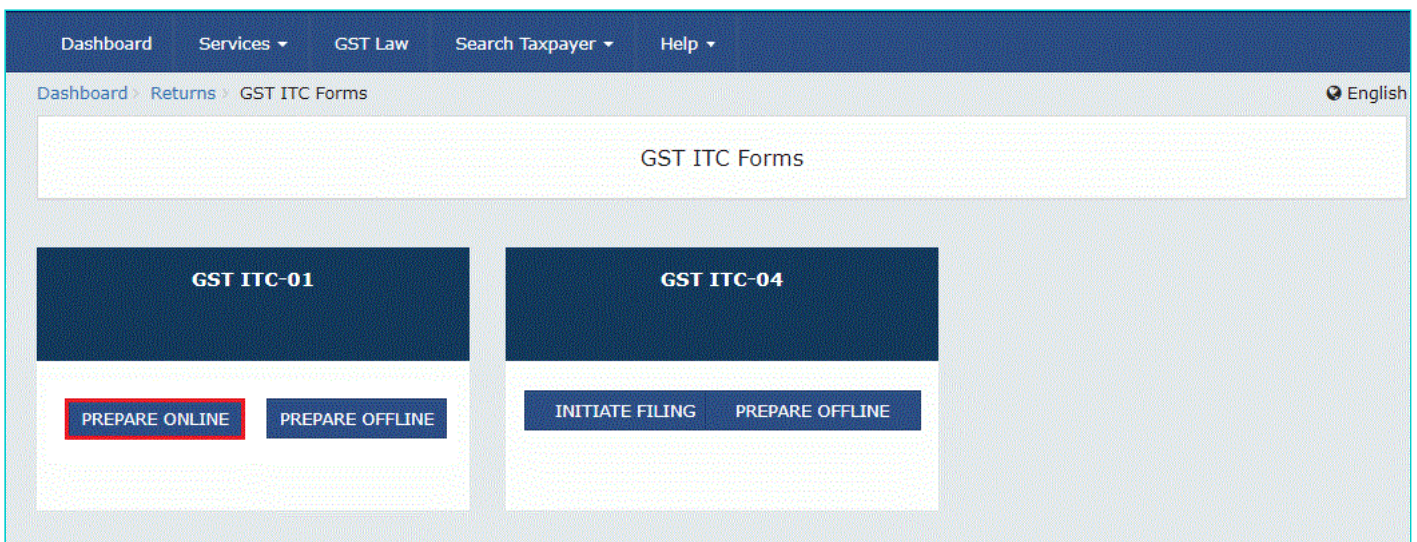 Dashboard Services GST Law Search Taxpayer Help
Dashboard > Returns > GST ITC Forms English
GST ITC Forms
GST ITC-01 GST ITC-04
PREPARE ONLINE PREPARE OFFLINE INITIATE FILING PREPARE OFFLINE